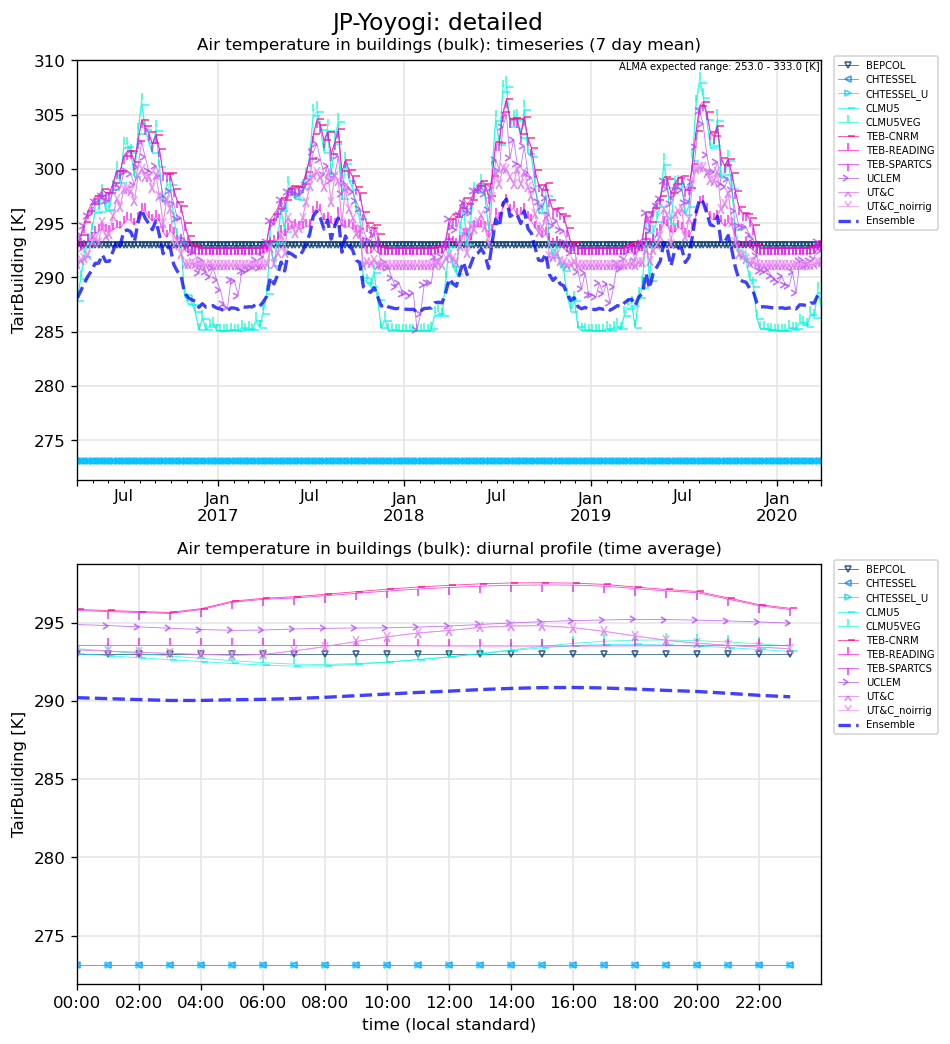 JP-Yoyogi: detailed
Air temperature in buildings (bulk): timeseries (7 day mean)
ALMA expected range: 253.0 - 333.0 [K]
TairBuilding [K]
310
305
300
295
290
285
280
275
Jul
Jan
2017
Jul
Jan
2018
Jul
Jan
2019
Jul
Jan
2020
BEPCOL
CHTESSEL
CHTESSEL_U
CLMU5
CLMU5VEG
TEB-CNRM
TEB-READING
TEB-SPARTCS
UCLEM
UT&C
UT&C_noirrig
Ensemble
Air temperature in buildings (bulk): diurnal profile (time average)
TairBuilding [K]
295
290
285
280
275
00:00
02:00
04:00
06:00
08:00
10:00
12:00
14:00
16:00
18:00
20:00
22:00
time (local standard)
BEPCOL
CHTESSEL
CHTESSEL_U
CLMU5
CLMU5VEG
TEB-CNRM
TEB-READING
TEB-SPARTCS
UCLEM
UT&C
UT&C_noirrig
Ensemble